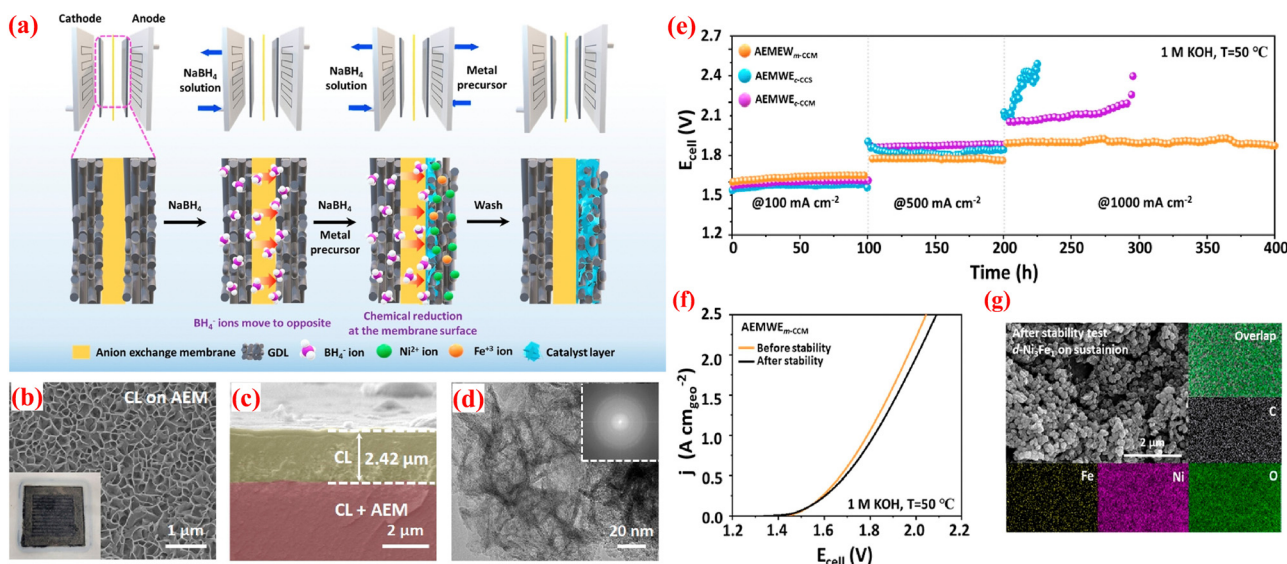 (a)
Cathode
Anode
NaBH4
solution
NaBH4
solution
Metal
precursor
NaBH4
NaBH4
Metal
precursor
Wash
BH4- ions move to opposite
Chemical reduction
at the membrane surface
Anion exchange membrane
GDL
BH4- ion
Ni2+ ion
Fe+3 ion
Catalyst layer
(b)
CL on AEM
1 μm
(c)
CL
2.42 μm
CL + AEM
2 μm
(d)
20 nm
(e)
2.7
2.4
2.1
1.8
1.5
1.2
Ecell (V)
AEMEWm-CCM
AEMWEc-CCS
AEMWEc-CCM
1 M KOH, T=50 °C
@100 mA cm-2
@500 mA cm-2
@1000 mA cm-2
0
50
100
150
200
250
300
350
400
Time (h)
(f)
2.5
2.0
1.5
1.0
0.5
0.0
j (A cmgeo-2)
AEMWEm-CCM
Before stability
After stability
1 M KOH, T=50 °C
1.2
1.4
1.6
1.8
2.0
2.2
Ecell (V)
(g)
After stability test
on sustainion
2 μm
Overlap
C
Fe
Ni
O